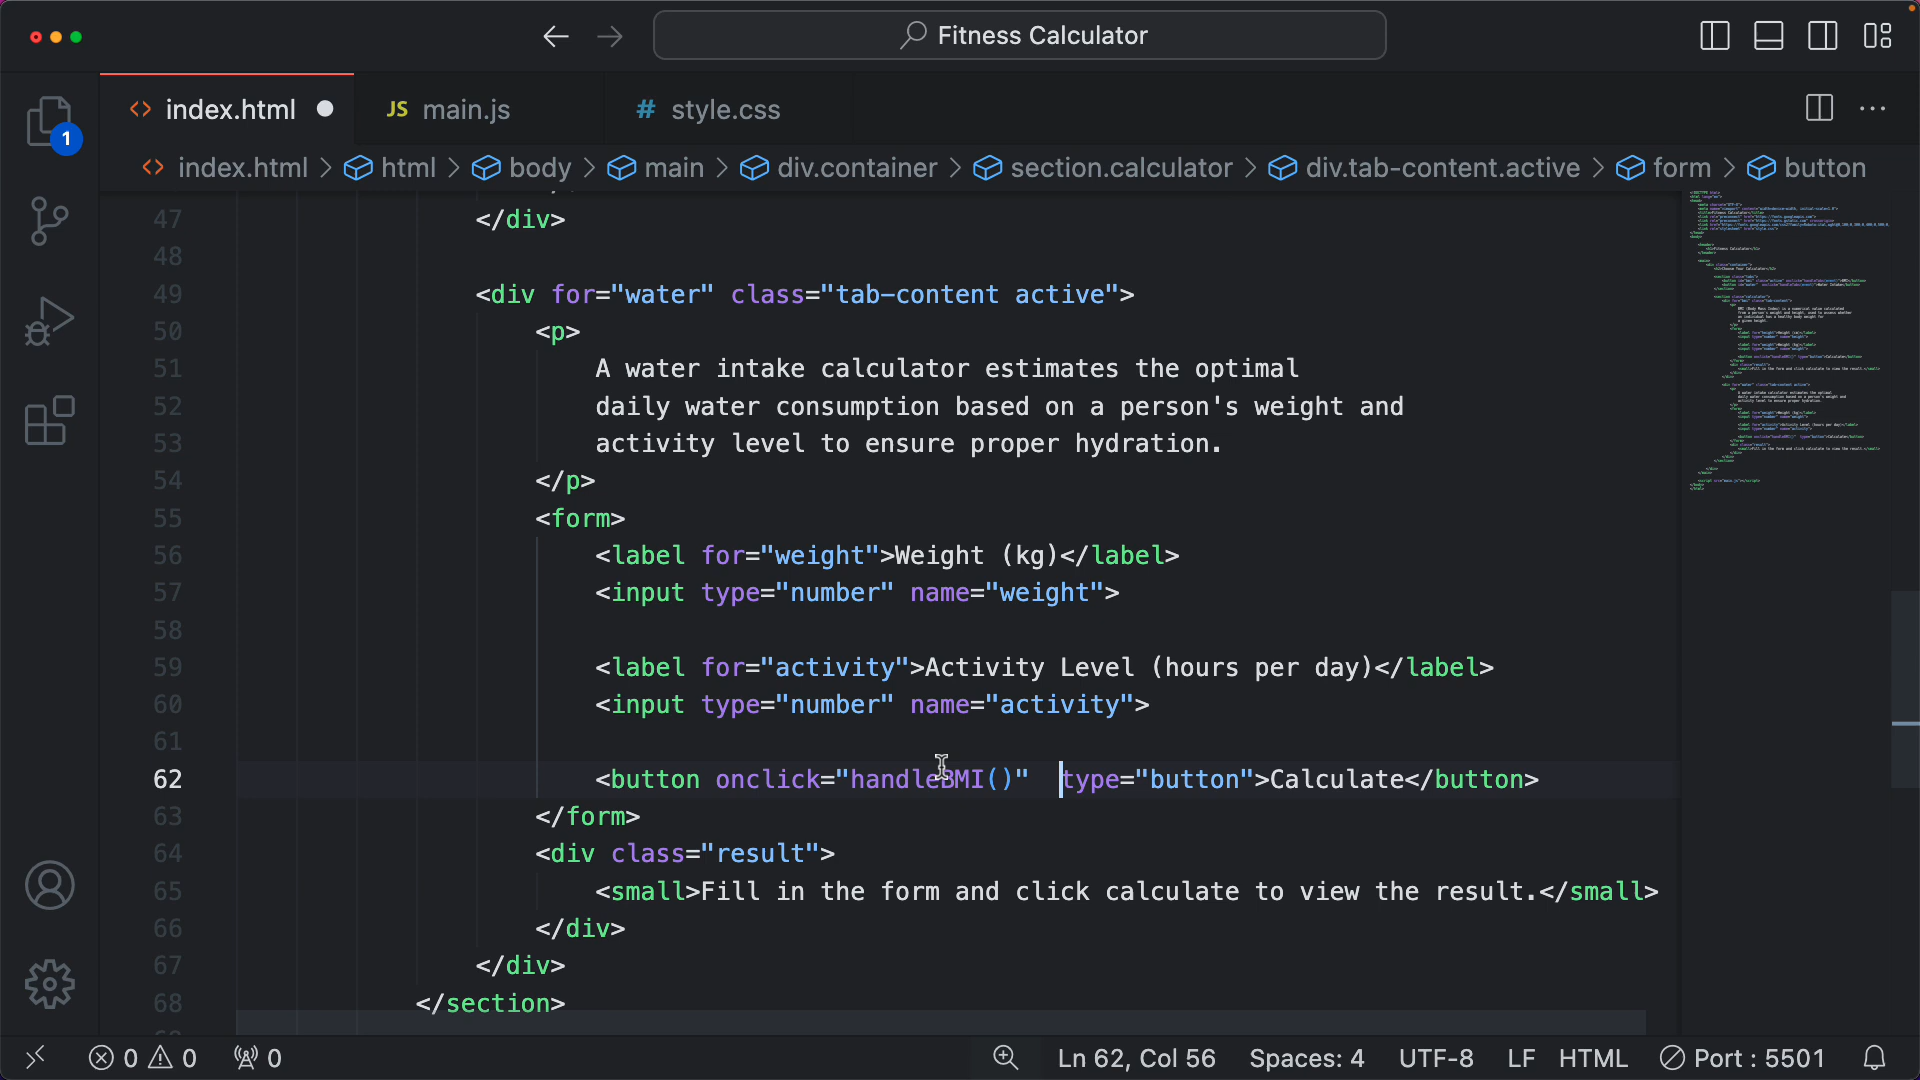 Fitness Calculator
index.html
JS main.js
# style.css
1
index.html > html > body > main > div.container > section.calculator > div.tab-content.active > form > button
47 </div>
48
49 <div for="water" class="tab-content active">
50 <p>
51 A water intake calculator estimates the optimal
52 daily water consumption based on a person's weight and
53 activity level to ensure proper hydration.
54 </p>
55 <form>
56 <label for="weight">Weight (kg)</label>
57 <input type="number" name="weight">
58
59 <label for="activity">Activity Level (hours per day)</label>
60 <input type="number" name="activity">
61
62 <button onclick="handleBMI()"  type="button">Calculate</button>
63 </form>
64 <div class="result">
65 <small>Fill in the form and click calculate to view the result.</small>
66 </div>
67 </div>
68 </section>
0 0 0 Ln 62, Col 56 Spaces: 4 UTF-8 LF HTML Port : 5501